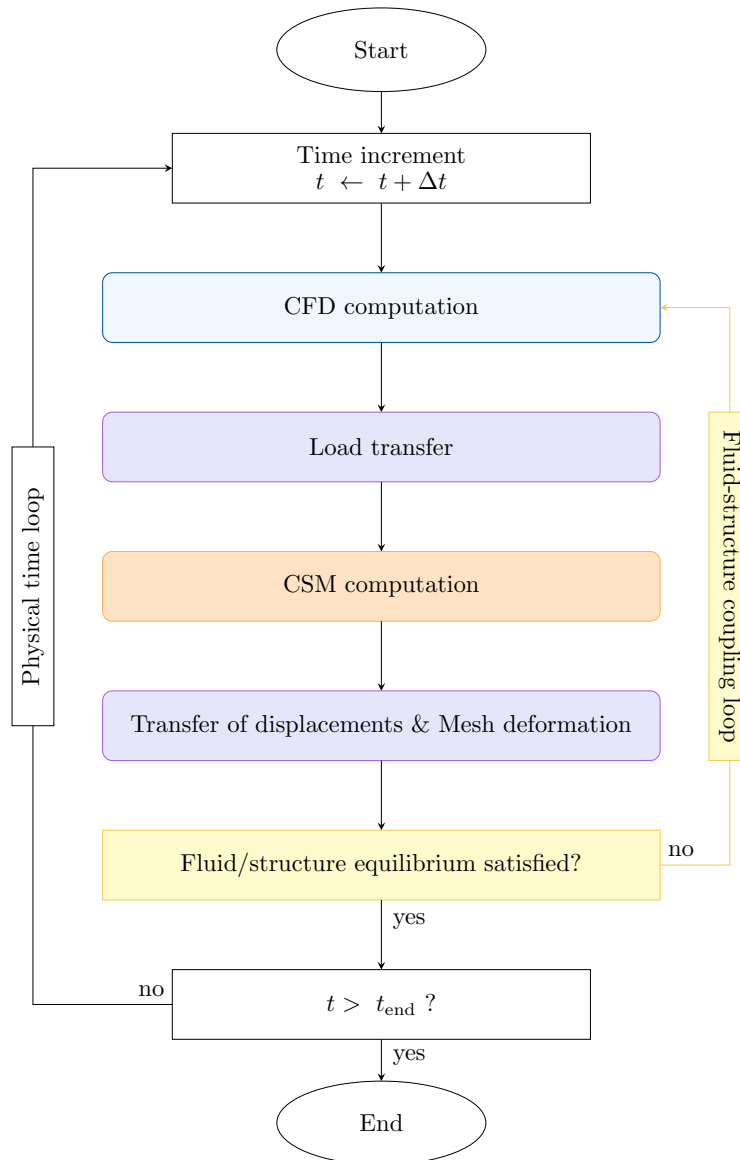 Start
Time increment
t ← t + Δt
CFD computation
Load transfer
CSM computation
Transfer of displacements & Mesh deformation
Fluid/structure equilibrium satisfied?
no
yes
t > t_end ?
no
yes
End
Physical time loop
Fluid-structure coupling loop